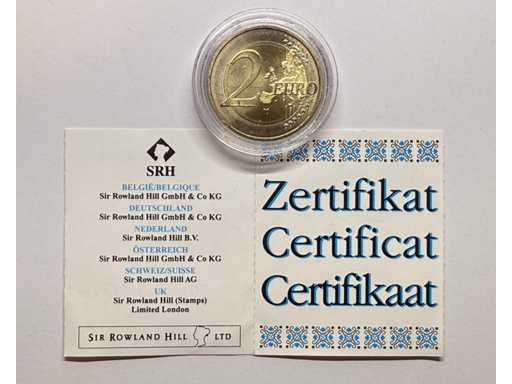 2 EURO
SRH
BELGIË/BELGIQUE
Sir Rowland Hill GmbH & Co KG
DEUTSCHLAND
Sir Rowland Hill GmbH & Co KG
NEDERLAND
Sir Rowland Hill B.V.
ÖSTERREICH
Sir Rowland Hill GmbH & Co KG
SCHWEIZ/SUISSE
Sir Rowland Hill AG
UK
Sir Rowland Hill (Stamps)
Limited London
SIR ROWLAND HILL LTD
Zertifikat
Certificat
Certifikaat